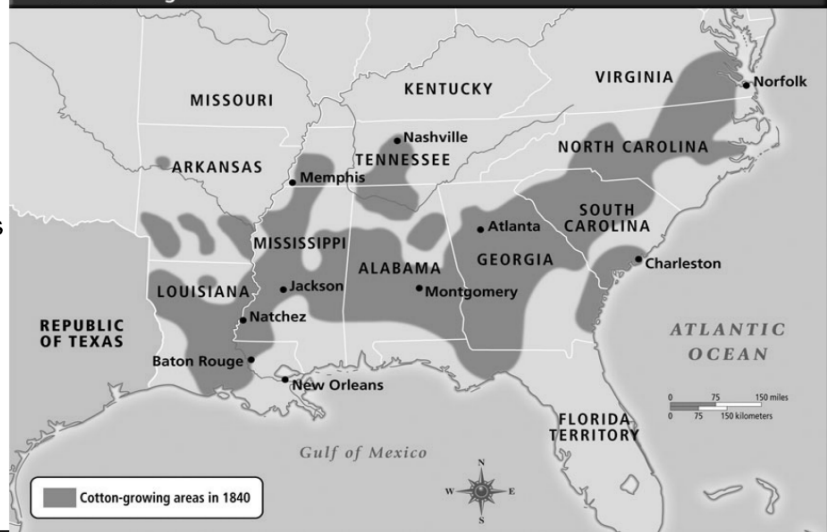 MISSOURI
KENTUCKY
VIRGINIA
Norfolk
Nashville
ARKANSAS
TENNESSEE
NORTH CAROLINA
Memphis
SOUTH
CAROLINA
Atlanta
MISSISSIPPI
ALABAMA
GEORGIA
Charleston
LOUISIANA
Jackson
Montgomery
REPUBLIC
OF TEXAS
Natchez
ATLANTIC
OCEAN
Baton Rouge
New Orleans
0 75 150 miles
0 75 150 kilometers
FLORIDA
TERRITORY
Gulf of Mexico
N
W E
S
Cotton-growing areas in 1840
s